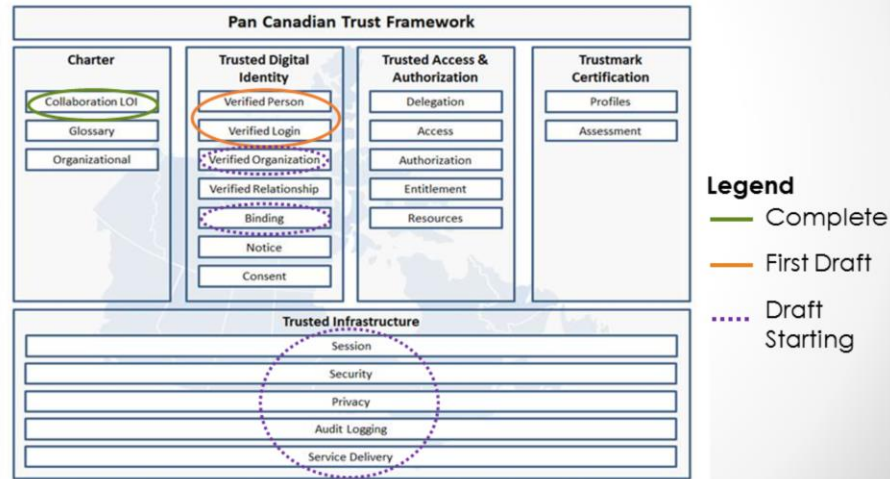 Pan Canadian Trust Framework
Charter
Collaboration LOI
Glossary
Organizational
Trusted Digital
Identity
Verified Person
Verified Login
Verified Organization
Verified Relationship
Binding
Notice
Consent
Trusted Access &
Authorization
Delegation
Access
Authorization
Entitlement
Resources
Trustmark
Certification
Profiles
Assessment
Trusted Infrastructure
Session
Security
Privacy
Audit Logging
Service Delivery
Legend
Complete
First Draft
Draft
Starting